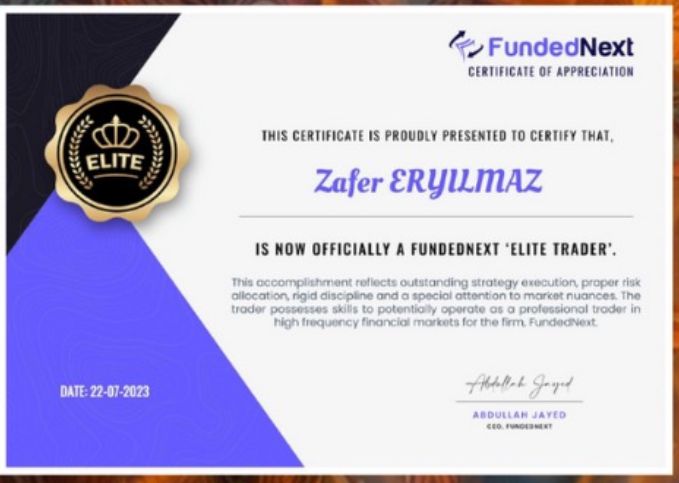 FundedNext
CERTIFICATE OF APPRECIATION
THIS CERTIFICATE IS PROUDLY PRESENTED TO CERTIFY THAT,
ELITE
Zafer ERYILMAZ
IS NOW OFFICIALLY A FUNDEDNEXT ‘ELITE TRADER’.
This accomplishment reflects outstanding strategy execution, proper risk
allocation, rigid discipline and a special attention to market nuances. The
trader possesses skills to potentially operate as a professional trader in
high frequency financial markets for the firm, FundedNext.
DATE: 22-07-2023
Abdullah Jayed
ABDULLAH JAYED
CEO, FUNDEDNEXT